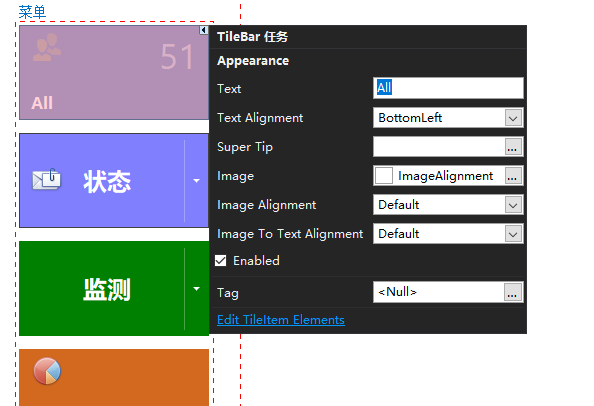 菜单
51
All
状态
监测
TileBar 任务
Appearance
Text All
Text Alignment BottomLeft
Super Tip ...
Image ImageAlignment ...
Image Alignment Default
Image To Text Alignment Default
Enabled
Tag <Null> ...
Edit TileItem Elements